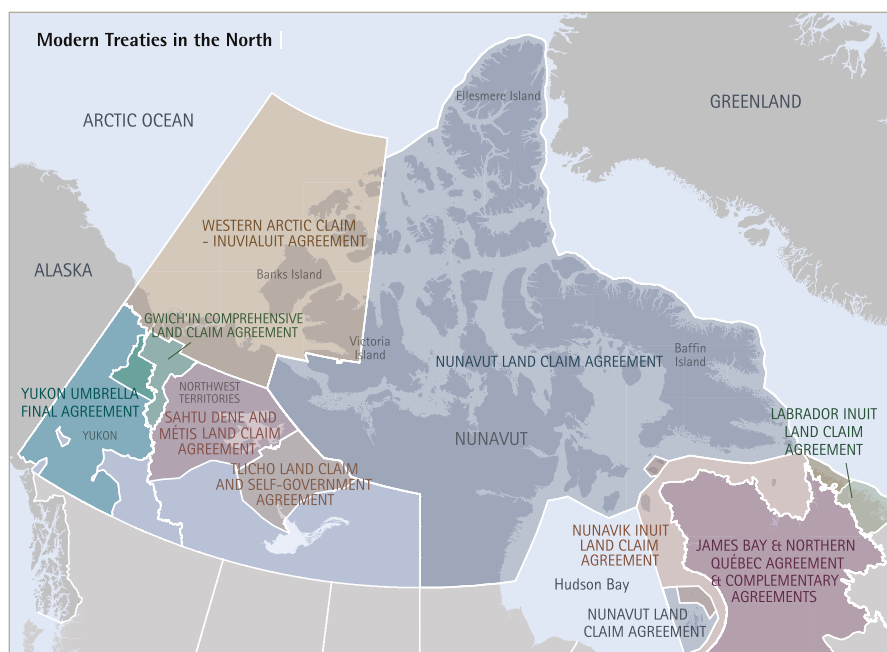 Modern Treaties in the North
ARCTIC OCEAN
Ellesmere Island
GREENLAND
WESTERN ARCTIC CLAIM
- INUVIALUIT AGREEMENT
ALASKA
Banks Island
GWICH'IN COMPREHENSIVE
LAND CLAIM AGREEMENT
Victoria
Island
NUNAVUT LAND CLAIM AGREEMENT
Baffin
Island
YUKON UMBRELLA
FINAL AGREEMENT
NORTHWEST
TERRITORIES
SAHTU DENE AND
MÉTIS LAND CLAIM
AGREEMENT
YUKON
NUNAVUT
LABRADOR INUIT
LAND CLAIM
AGREEMENT
TLICHO LAND CLAIM
AND SELF-GOVERNMENT
AGREEMENT
NUNAVIK INUIT
LAND CLAIM
AGREEMENT
JAMES BAY & NORTHERN
QUÉBEC AGREEMENT
& COMPLEMENTARY
AGREEMENTS
Hudson Bay
NUNAVUT LAND
CLAIM AGREEMENT